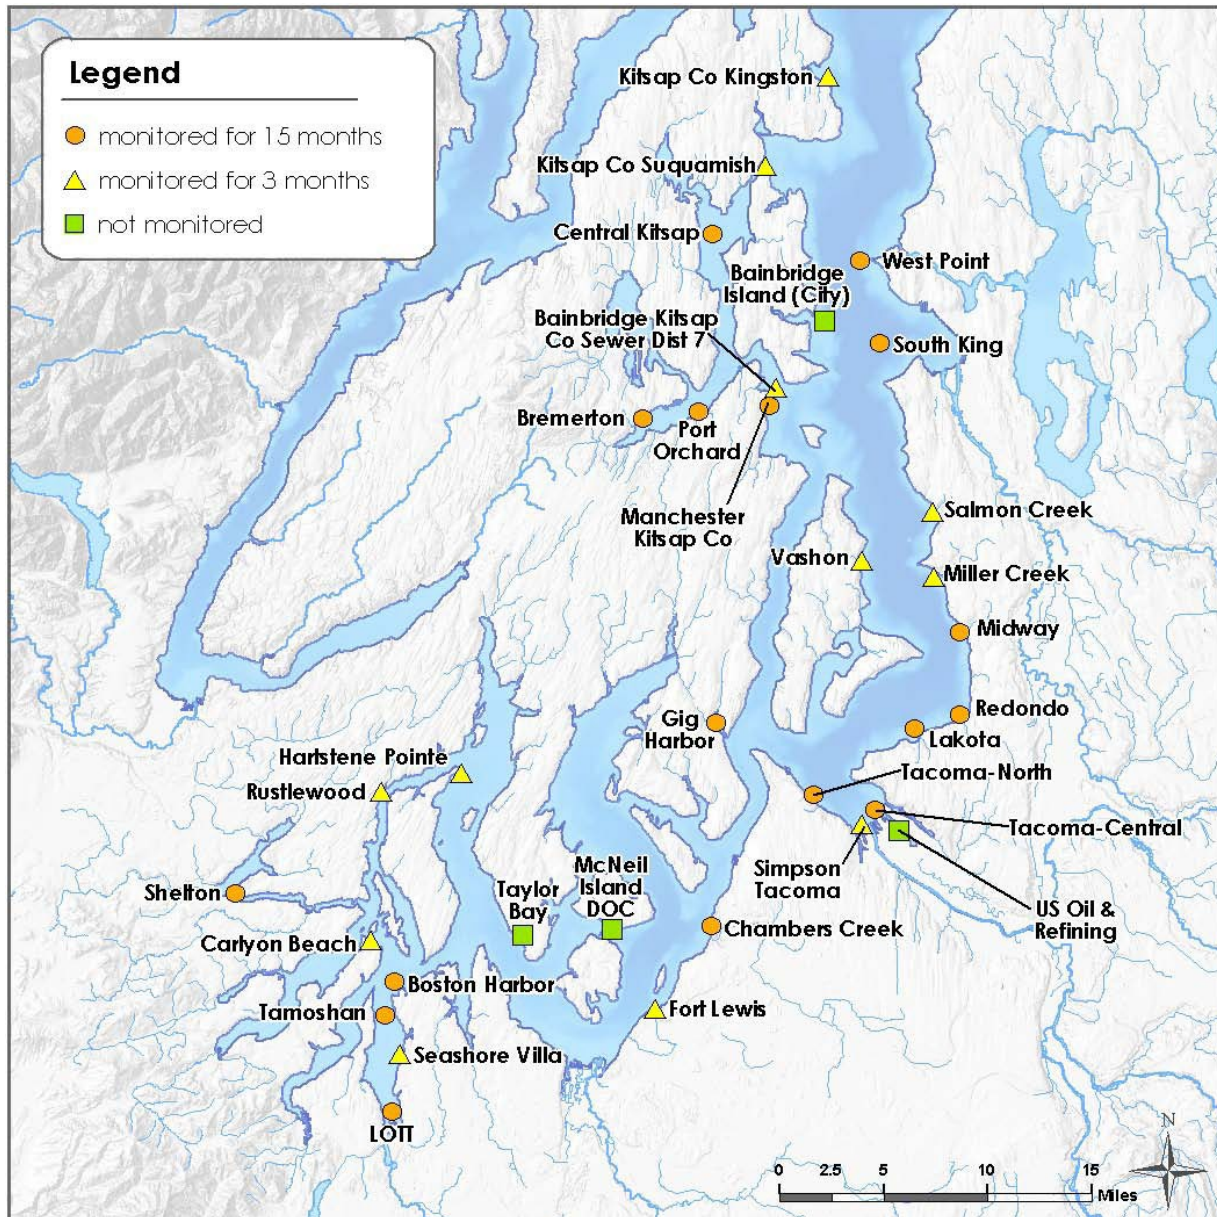 Legend
monitored for 15 months
monitored for 3 months
not monitored
Kitsap Co Kingston
Kitsap Co Suquamish
Central Kitsap
West Point
Bainbridge
Island (City)
Bainbridge Kitsap
Co Sewer Dist 7
South King
Bremerton
Port
Orchard
Manchester
Kitsap Co
Salmon Creek
Vashon
Miller Creek
Midway
Gig
Harbor
Redondo
Lakota
Hartstene Pointe
Rustlewood
Tacoma-North
Tacoma-Central
Simpson
Tacoma
US Oil &
Refining
Shelton
Taylor
Bay
McNeil
Island
DOC
Chambers Creek
Carlyon Beach
Boston Harbor
Tamoshan
Fort Lewis
Seashore Villa
LOTT
N
0 2.5 5 10 15
Miles